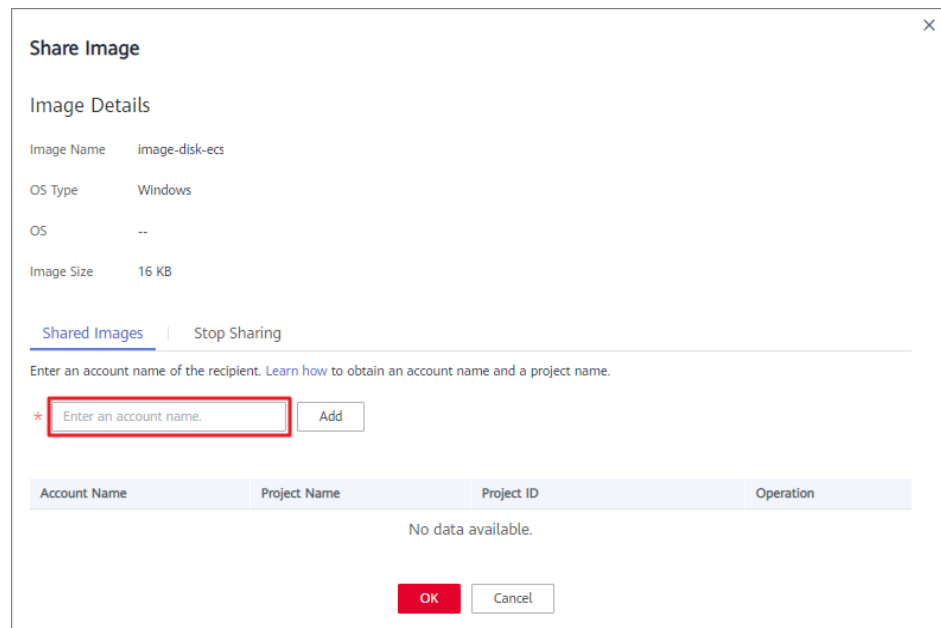 Share Image
Image Details
Image Name image-disk-ecs
OS Type Windows
OS --
Image Size 16 KB
Shared Images Stop Sharing
Enter an account name of the recipient. Learn how to obtain an account name and a project name.
* Enter an account name. Add
Account Name Project Name Project ID Operation
No data available.
OK Cancel